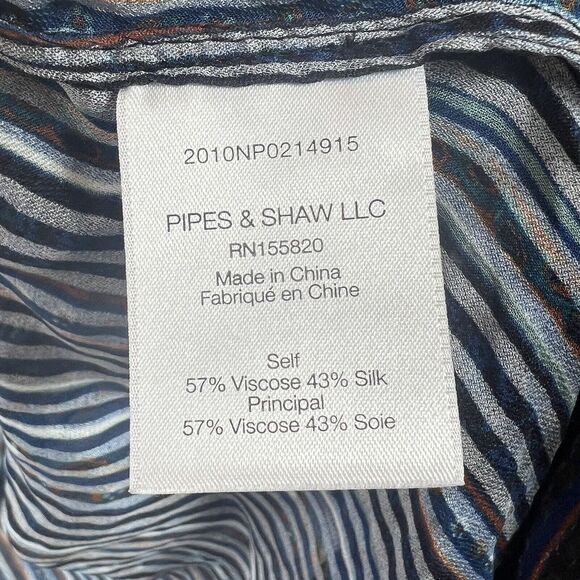 2010NP0214915
PIPES & SHAW LLC
RN155820
Made in China
Fabriqué en Chine
Self
57% Viscose 43% Silk
Principal
57% Viscose 43% Soie